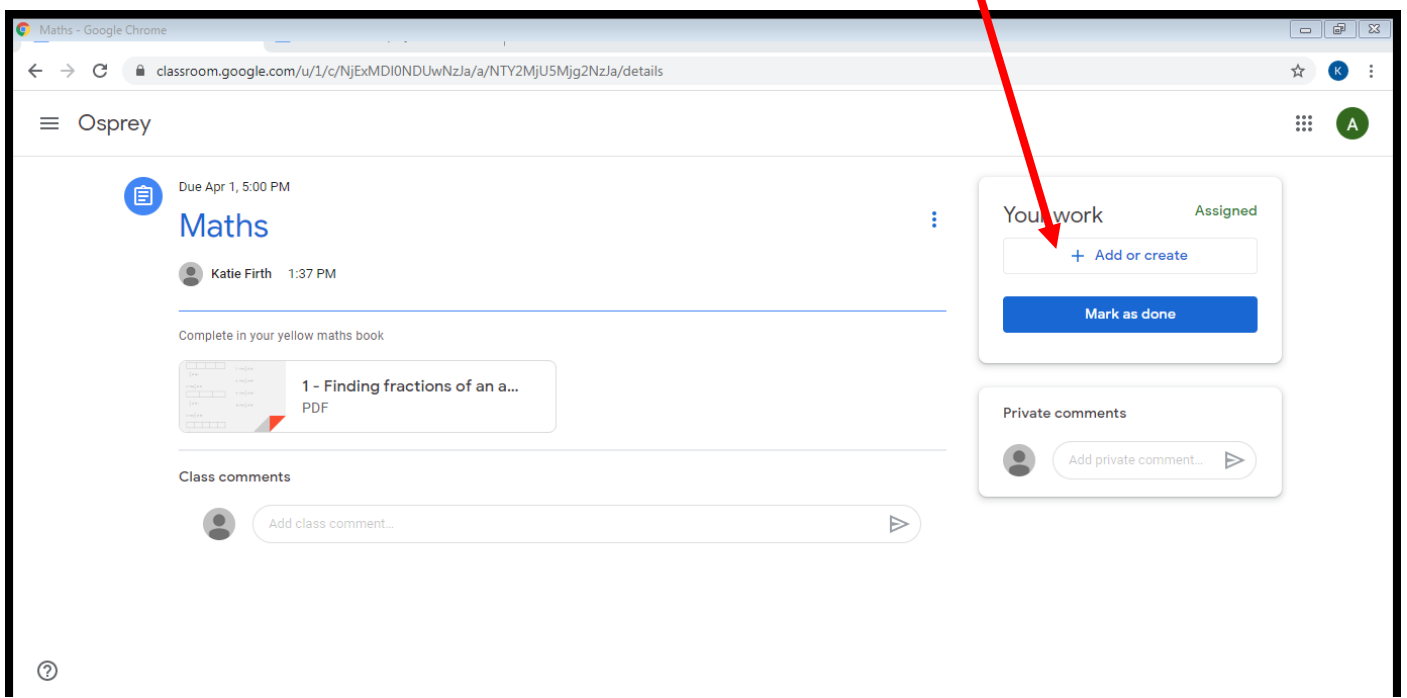 Maths - Google Chrome
classroom.google.com/u/1/c/NjExMDI0NDUwNzJa/a/NTY2MjU5Mjg2NzJa/details
K
Osprey
A
Due Apr 1, 5:00 PM
Maths
Katie Firth 1:37 PM
Complete in your yellow maths book
1 - Finding fractions of an a...
PDF
Class comments
Add class comment...
Your work
Assigned
+ Add or create
Mark as done
Private comments
Add private comment...